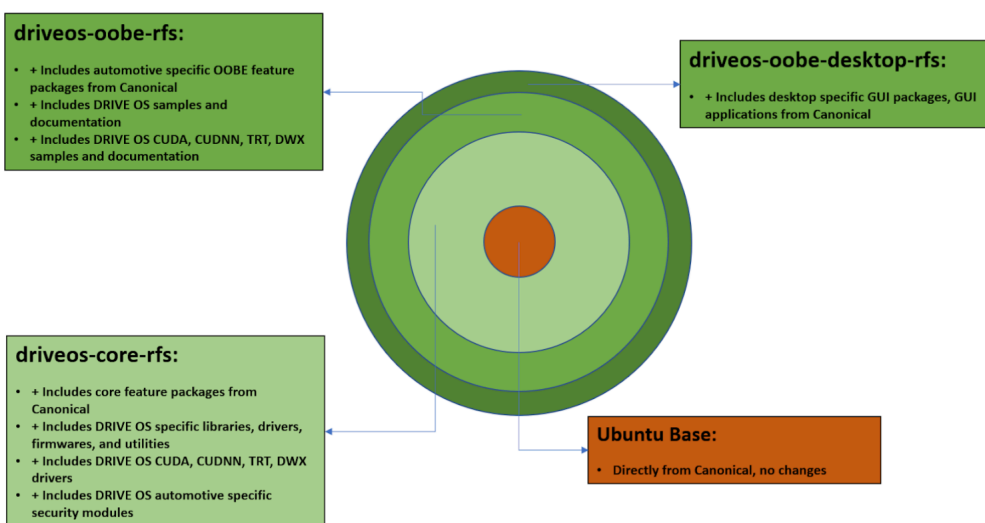 driveos-oobe-rfs:
• + Includes automotive specific OOBE feature
packages from Canonical
• + Includes DRIVE OS samples and
documentation
• + Includes DRIVE OS CUDA, CUDNN, TRT, DWX
samples and documentation
driveos-oobe-desktop-rfs:
• + Includes desktop specific GUI packages, GUI
applications from Canonical
driveos-core-rfs:
• + Includes core feature packages from
Canonical
• + Includes DRIVE OS specific libraries, drivers,
firmwares, and utilities
• + Includes DRIVE OS CUDA, CUDNN, TRT, DWX
drivers
• + Includes DRIVE OS automotive specific
security modules
Ubuntu Base:
• Directly from Canonical, no changes